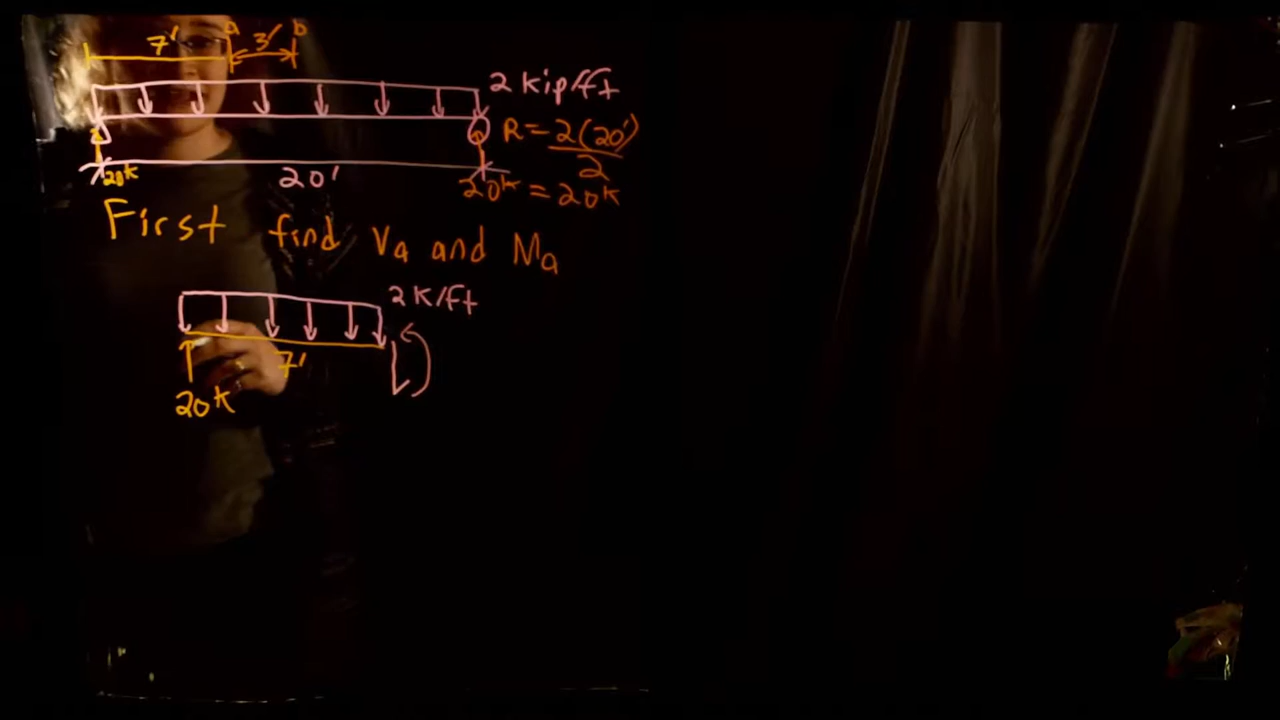 7' a 3' b
2 kip/ft
R = 2(20')
2
20k 20' 20k = 20k
First find Va and Ma
2 k/ft
7'
20k